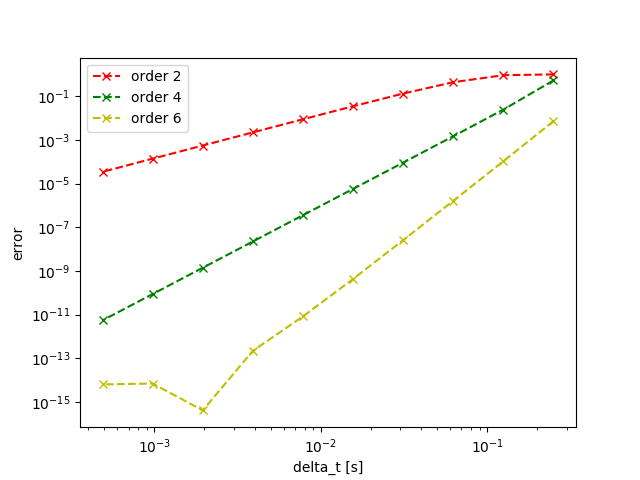 order 2
order 4
order 6
error
10⁻¹
10⁻³
10⁻⁵
10⁻⁷
10⁻⁹
10⁻¹¹
10⁻¹³
10⁻¹⁵
10⁻³ 10⁻² 10⁻¹
delta_t [s]